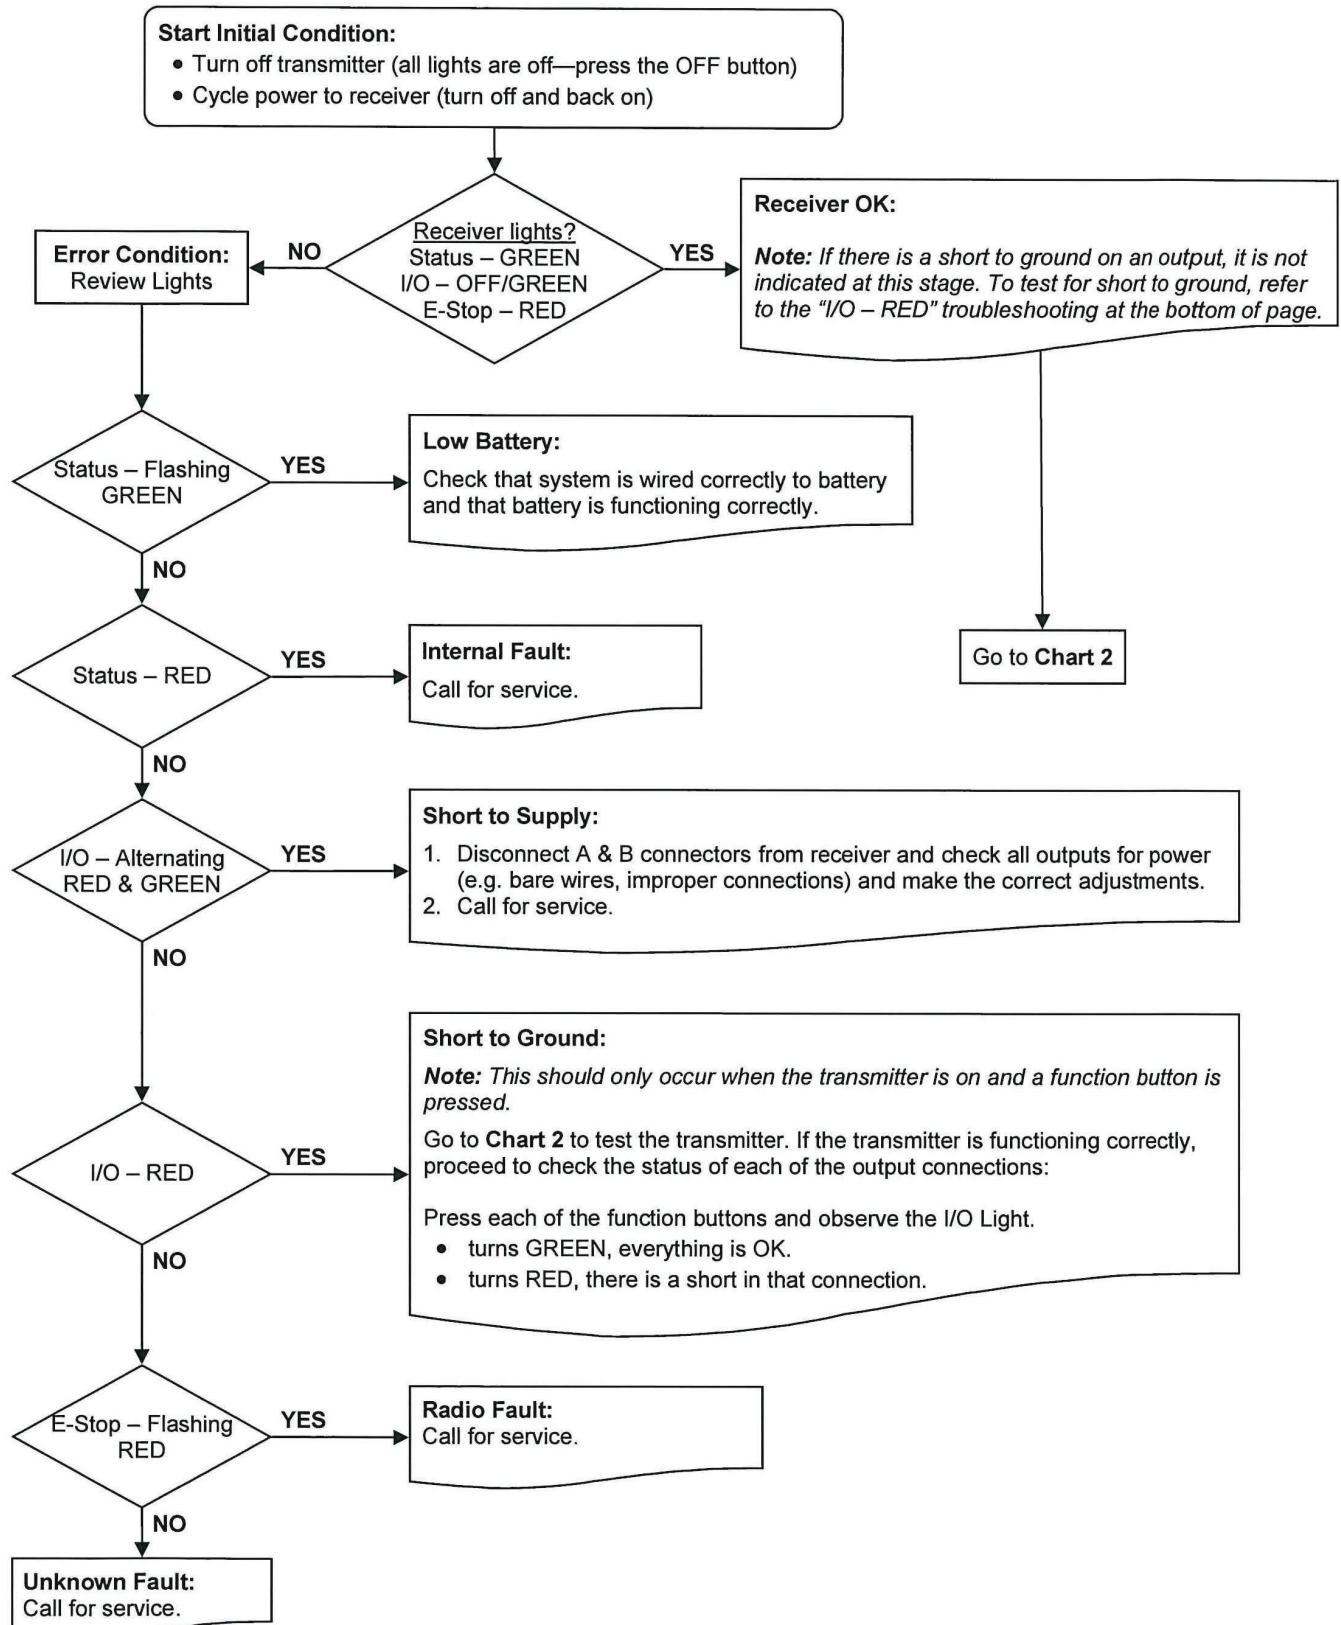 Start Initial Condition:
• Turn off transmitter (all lights are off—press the OFF button)
• Cycle power to receiver (turn off and back on)
Receiver lights?
Status – GREEN
I/O – OFF/GREEN
E-Stop – RED
NO
YES
Error Condition:
Review Lights
Receiver OK:
Note: If there is a short to ground on an output, it is not
indicated at this stage. To test for short to ground, refer
to the “I/O – RED” troubleshooting at the bottom of page.
Go to Chart 2
Status – Flashing
GREEN
YES
Low Battery:
Check that system is wired correctly to battery
and that battery is functioning correctly.
NO
Status – RED
YES
Internal Fault:
Call for service.
NO
I/O – Alternating
RED & GREEN
YES
Short to Supply:
1. Disconnect A & B connectors from receiver and check all outputs for power
(e.g. bare wires, improper connections) and make the correct adjustments.
2. Call for service.
NO
I/O – RED
YES
Short to Ground:
Note: This should only occur when the transmitter is on and a function button is
pressed.
Go to Chart 2 to test the transmitter. If the transmitter is functioning correctly,
proceed to check the status of each of the output connections:
Press each of the function buttons and observe the I/O Light.
• turns GREEN, everything is OK.
• turns RED, there is a short in that connection.
NO
E-Stop – Flashing
RED
YES
Radio Fault:
Call for service.
NO
Unknown Fault:
Call for service.